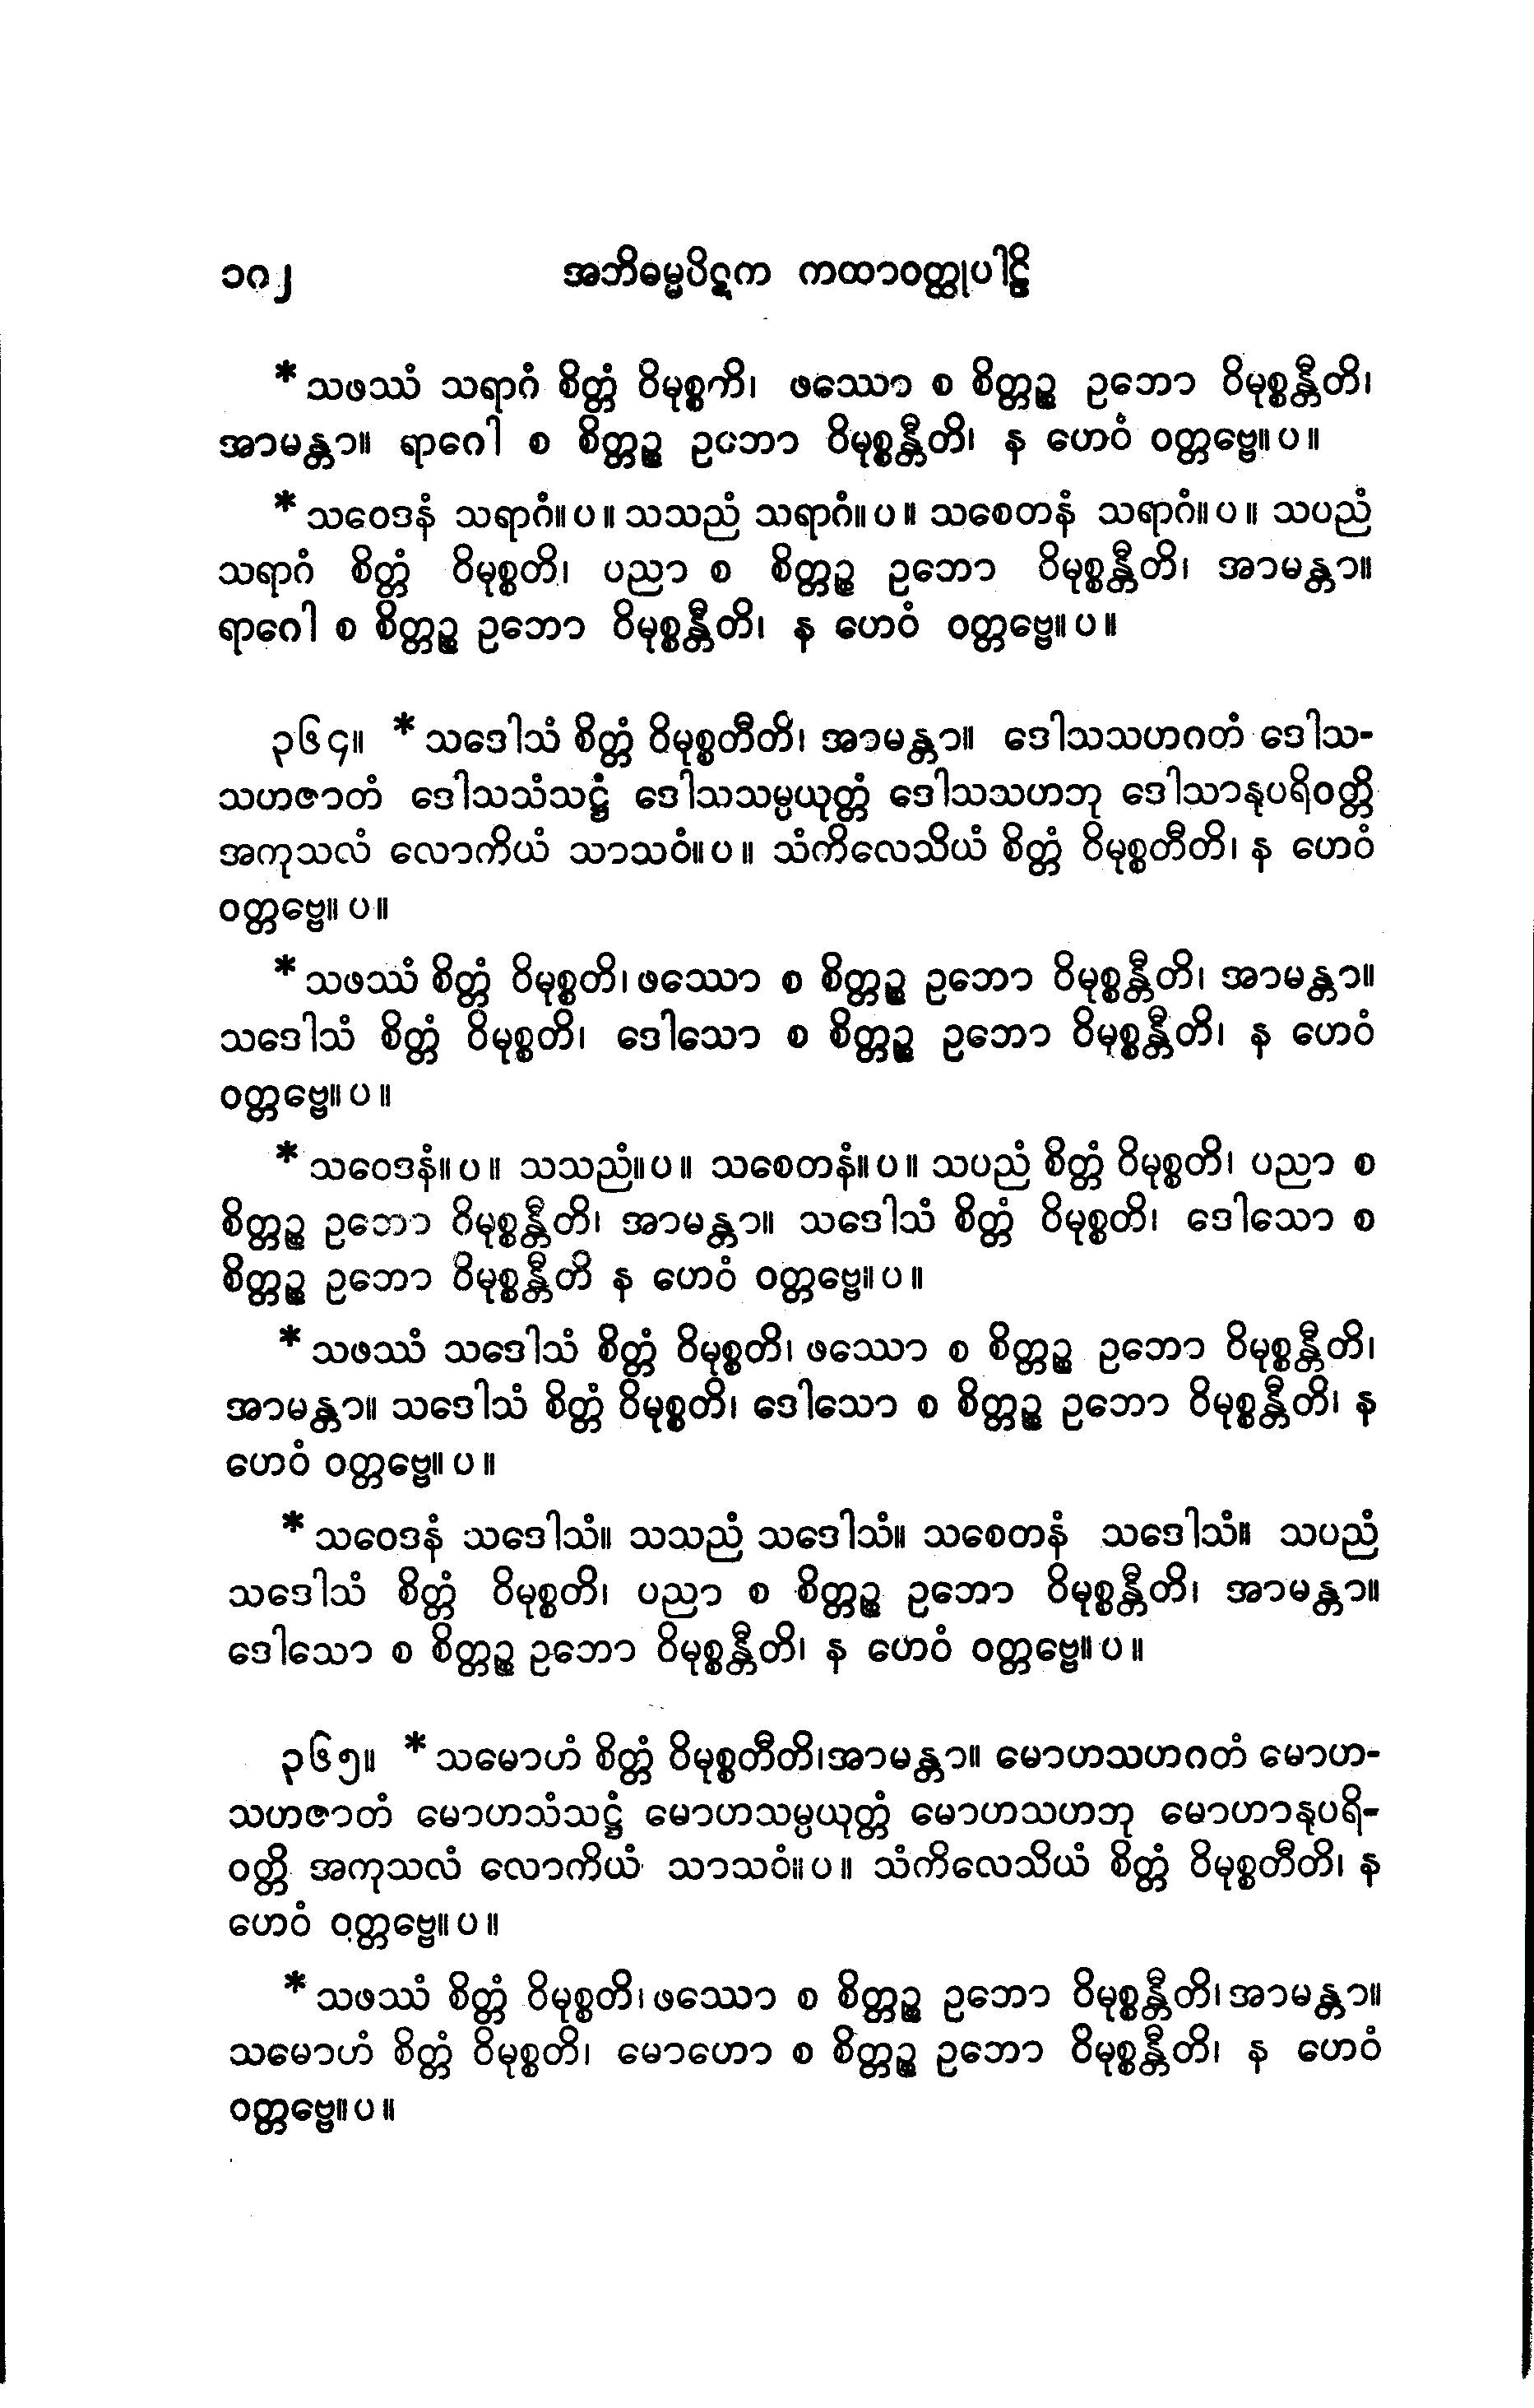 ၁၈၂ အဘိဓမ္မပိဋက ကထာဝတ္ထုပါဠိ
* သဖဿံ သရာဂံ စိတ္တံ ဝိမုစ္စကိ၊ ဖဿော စ စိတ္တဉ္စ ဥဘော ဝိမုစ္စန္တီတိ၊
အာမန္တာ။ ရာဂေါ စ စိတ္တဉ္စ ဥဘော ဝိမုစ္စန္တီတိ၊ န ဟေဝံ ဝတ္တဗ္ဗေ။ ပ။
* သဝေဒနံ သရာဂံ။ ပ။ သသညံ သရာဂံ။ ပ။ သစေတနံ သရာဂံ။ ပ။ သပညံ
သရာဂံ စိတ္တံ ဝိမုစ္စတိ၊ ပညာ စ စိတ္တဉ္စ ဥဘော ဝိမုစ္စန္တီတိ၊ အာမန္တာ။
ရာဂေါ စ စိတ္တဉ္စ ဥဘော ဝိမုစ္စန္တီတိ၊ န ဟေဝံ ဝတ္တဗ္ဗေ။ ပ။
၃၆၄။ * သဒေါသံ စိတ္တံ ဝိမုစ္စတီတိ၊ အာမန္တာ။ ဒေါသသဟဂတံ ဒေါသ-
သဟဇာတံ ဒေါသသံသဋ္ဌံ ဒေါသသမ္ပယုတ္တံ ဒေါသသဟဘု ဒေါသာနုပရိဝတ္တိ
အကုသလံ လောကိယံ သာသဝံ။ ပ။ သံကိလေသိယံ စိတ္တံ ဝိမုစ္စတီတိ၊ န ဟေဝံ
ဝတ္တဗ္ဗေ။ ပ။
* သဖဿံ စိတ္တံ ဝိမုစ္စတိ၊ ဖဿော စ စိတ္တဉ္စ ဥဘော ဝိမုစ္စန္တီတိ၊ အာမန္တာ။
သဒေါသံ စိတ္တံ ဝိမုစ္စတိ၊ ဒေါသော စ စိတ္တဉ္စ ဥဘော ဝိမုစ္စန္တီတိ၊ န ဟေဝံ
ဝတ္တဗ္ဗေ။ ပ။
* သဝေဒနံ။ ပ။ သသညံ။ ပ။ သစေတနံ။ ပ။ သပညံ စိတ္တံ ဝိမုစ္စတိ၊ ပညာ စ
စိတ္တဉ္စ ဥဘော ဝိမုစ္စန္တီတိ၊ အာမန္တာ။ သဒေါသံ စိတ္တံ ဝိမုစ္စတိ၊ ဒေါသော စ
စိတ္တဉ္စ ဥဘော ဝိမုစ္စန္တီတိ န ဟေဝံ ဝတ္တဗ္ဗေ။ ပ။
* သဖဿံ သဒေါသံ စိတ္တံ ဝိမုစ္စတိ၊ ဖဿော စ စိတ္တဉ္စ ဥဘော ဝိမုစ္စန္တီတိ၊
အာမန္တာ။ သဒေါသံ စိတ္တံ ဝိမုစ္စတိ၊ ဒေါသော စ စိတ္တဉ္စ ဥဘော ဝိမုစ္စန္တီတိ၊ န
ဟေဝံ ဝတ္တဗ္ဗေ။ ပ။
* သဝေဒနံ သဒေါသံ။ သသညံ သဒေါသံ။ သစေတနံ သဒေါသံ။ သပညံ
သဒေါသံ စိတ္တံ ဝိမုစ္စတိ၊ ပညာ စ စိတ္တဉ္စ ဥဘော ဝိမုစ္စန္တီတိ၊ အာမန္တာ။
ဒေါသော စ စိတ္တဉ္စ ဥဘော ဝိမုစ္စန္တီတိ၊ န ဟေဝံ ဝတ္တဗ္ဗေ။ ပ။
၃၆၅။ * သမောဟံ စိတ္တံ ဝိမုစ္စတီတိ၊ အာမန္တာ။ မောဟသဟဂတံ မောဟ-
သဟဇာတံ မောဟသံသဋ္ဌံ မောဟသမ္ပယုတ္တံ မောဟသဟဘု မောဟာနုပရိ-
ဝတ္တိ အကုသလံ လောကိယံ သာသဝံ။ ပ။ သံကိလေသိယံ စိတ္တံ ဝိမုစ္စတီတိ၊ န
ဟေဝံ ဝတ္တဗ္ဗေ။ ပ။
* သဖဿံ စိတ္တံ ဝိမုစ္စတိ၊ ဖဿော စ စိတ္တဉ္စ ဥဘော ဝိမုစ္စန္တီတိ၊ အာမန္တာ။
သမောဟံ စိတ္တံ ဝိမုစ္စတိ၊ မောဟော စ စိတ္တဉ္စ ဥဘော ဝိမုစ္စန္တီတိ၊ န ဟေဝံ
ဝတ္တဗ္ဗေ။ ပ။